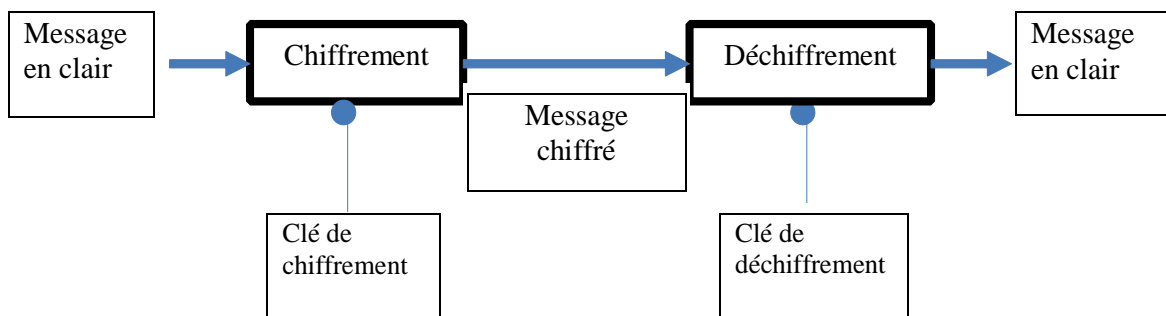 Message
en clair
Chiffrement
Déchiffrement
Message
en clair
Message
chiffré
Clé de
chiffrement
Clé de
déchiffrement